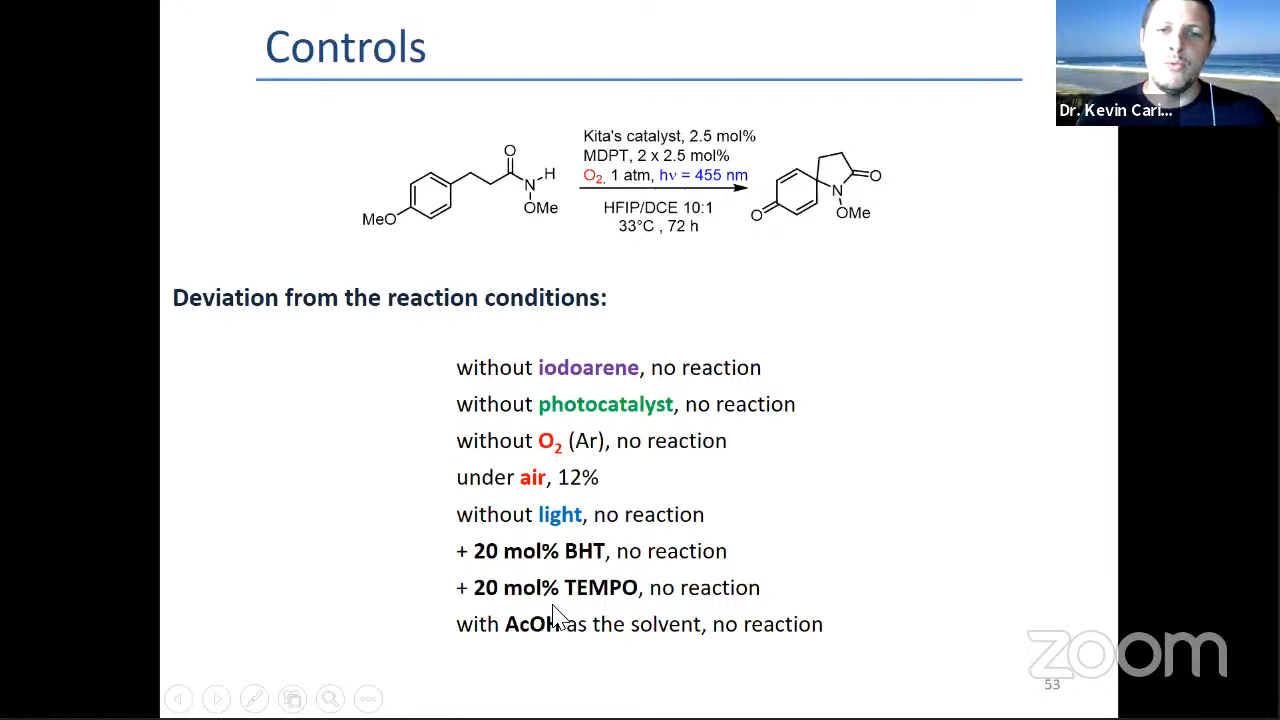 Controls
Dr. Kevin Cari...
Kita's catalyst, 2.5 mol%
MDPT, 2 x 2.5 mol%
O2, 1 atm, hν = 455 nm
HFIP/DCE 10:1
33°C , 72 h
O
H
N
OMe
MeO
O
N
OMe
O
Deviation from the reaction conditions:
without iodoarene, no reaction
without photocatalyst, no reaction
without O2 (Ar), no reaction
under air, 12%
without light, no reaction
+ 20 mol% BHT, no reaction
+ 20 mol% TEMPO, no reaction
with AcOH as the solvent, no reaction
zoom
53